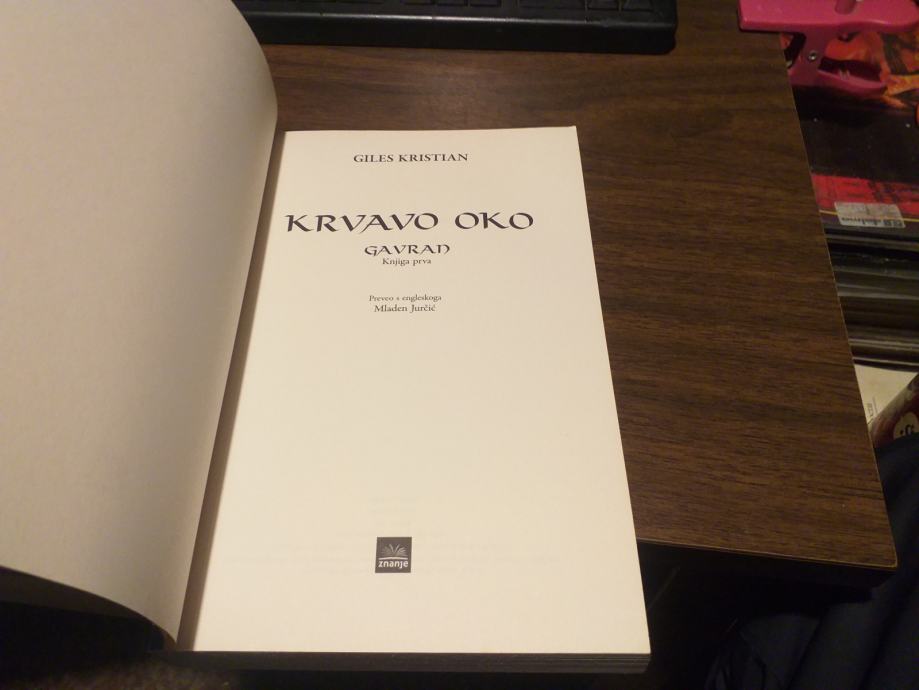 GILES KRISTIAN
KRVAVO OKO
GAVRAN
Knjiga prva
Preveo s engleskoga
Mladen Jurčić
znanje